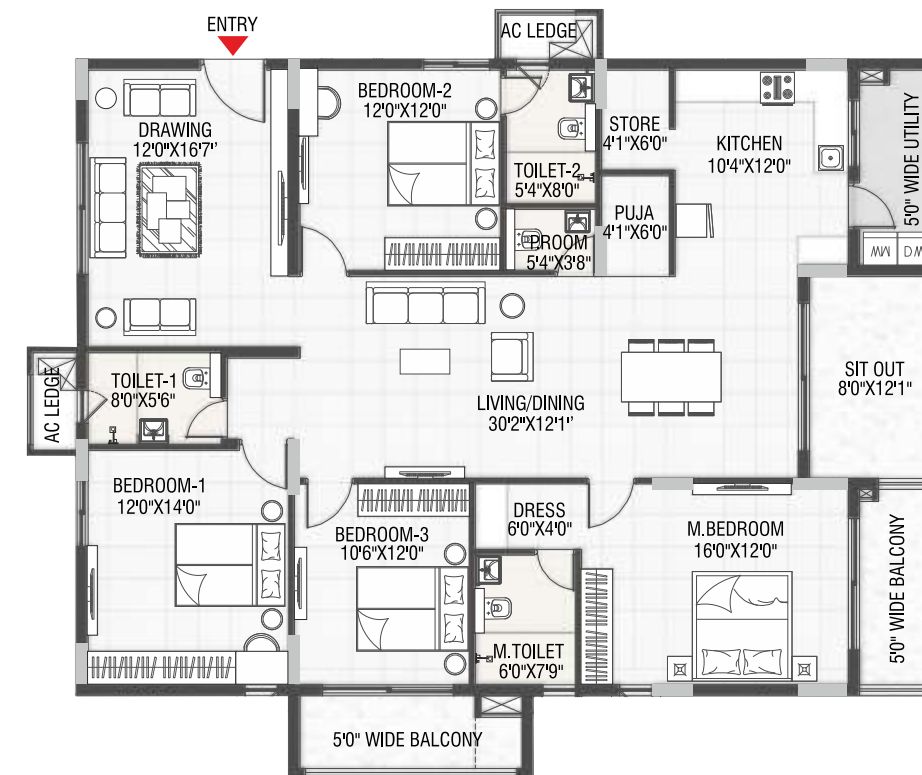 ENTRY
AC LEDGE
DRAWING
12'0"X16'7"
BEDROOM-2
12'0"X12'0"
TOILET-2
5'4"X8'0"
STORE
4'1"X6'0"
KITCHEN
10'4"X12'0"
5'0" WIDE UTILITY
P.ROOM
5'4"X3'8"
PUJA
4'1"X6'0"
MW
DW
AC LEDGE
TOILET-1
8'0"X5'6"
LIVING/DINING
30'2"X12'1"
SIT OUT
8'0"X12'1"
BEDROOM-1
12'0"X14'0"
BEDROOM-3
10'6"X12'0"
DRESS
6'0"X4'0"
M.BEDROOM
16'0"X12'0"
5'0" WIDE BALCONY
M.TOILET
6'0"X7'9"
5'0" WIDE BALCONY